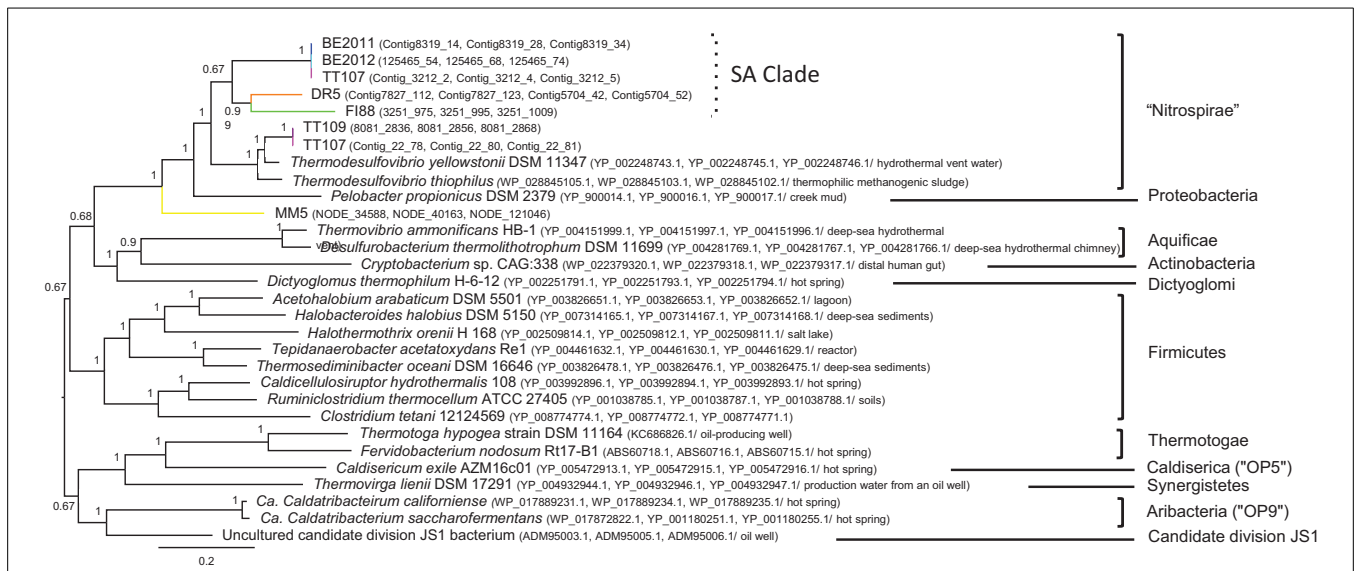 BE2011 (Contig8319_14, Contig8319_28, Contig8319_34)
BE2012 (125465_54, 125465_68, 125465_74)
TT107 (Contig_3212_2, Contig_3212_4, Contig_3212_5)
DR5 (Contig7827_112, Contig7827_123, Contig5704_42, Contig5704_52)
FI88 (3251_975, 3251_995, 3251_1009)
SA Clade
TT109 (8081_2836, 8081_2856, 8081_2868)
TT107 (Contig_22_78, Contig_22_80, Contig_22_81)
Thermodesulfovibrio yellowstonii DSM 11347 (YP_002248743.1, YP_002248745.1, YP_002248746.1/ hydrothermal vent water)
Thermodesulfovibrio thiophilus (WP_028845105.1, WP_028845103.1, WP_028845102.1/ thermophilic methanogenic sludge)
"Nitrospirae"
Pelobacter propionicus DSM 2379 (YP_900014.1, YP_900016.1, YP_900017.1/ creek mud)
Proteobacteria
MM5 (NODE_34588, NODE_40163, NODE_121046)
Thermovibrio ammonificans HB-1 (YP_004151999.1, YP_004151997.1, YP_004151996.1/ deep-sea hydrothermal
vent)
Desulfurobacterium thermolithotrophum DSM 11699 (YP_004281769.1, YP_004281767.1, YP_004281766.1/ deep-sea hydrothermal chimney)
Aquificae
Cryptobacterium sp. CAG:338 (WP_022379320.1, WP_022379318.1, WP_022379317.1/ distal human gut)
Actinobacteria
Dictyoglomus thermophilum H-6-12 (YP_002251791.1, YP_002251793.1, YP_002251794.1/ hot spring)
Dictyoglomi
Acetohalobium arabaticum DSM 5501 (YP_003826651.1, YP_003826653.1, YP_003826652.1/ lagoon)
Halobacteroides halobius DSM 5150 (YP_007314165.1, YP_007314167.1, YP_007314168.1/ deep-sea sediments)
Halothermothrix orenii H 168 (YP_002509814.1, YP_002509812.1, YP_002509811.1/ salt lake)
Tepidanaerobacter acetatoxydans Re1 (YP_004461632.1, YP_004461630.1, YP_004461629.1/ reactor)
Thermosediminibacter oceani DSM 16646 (YP_003826478.1, YP_003826476.1, YP_003826475.1/ deep-sea sediments)
Caldicellulosiruptor hydrothermalis 108 (YP_003992896.1, YP_003992894.1, YP_003992893.1/ hot spring)
Ruminiclostridium thermocellum ATCC 27405 (YP_001038785.1, YP_001038787.1, YP_001038788.1/ soils)
Clostridium tetani 12124569 (YP_008774774.1, YP_008774772.1, YP_008774771.1)
Firmicutes
Thermotoga hypogea strain DSM 11164 (KC686826.1/ oil-producing well)
Fervidobacterium nodosum Rt17-B1 (ABS60718.1, ABS60716.1, ABS60715.1/ hot spring)
Thermotogae
Caldisericum exile AZM16c01 (YP_005472913.1, YP_005472915.1, YP_005472916.1/ hot spring)
Caldiserica ("OP5")
Thermovirga lienii DSM 17291 (YP_004932944.1, YP_004932946.1, YP_004932947.1/ production water from an oil well)
Synergistetes
Ca. Caldatribacteirum californiense (WP_017889231.1, WP_017889234.1, WP_017889235.1/ hot spring)
Ca. Caldatribacterium saccharofermentans (WP_017872822.1, YP_001180251.1, YP_001180255.1/ hot spring)
Aribacteria ("OP9")
Uncultured candidate division JS1 bacterium (ADM95003.1, ADM95005.1, ADM95006.1/ oil well)
Candidate division JS1
1
0.67
1
0.9
9
1
1
1
1
1
0.68
1
0.9
1
0.67
1
1
1
1
1
1
1
1
1
1
0.67
1
1
0.2